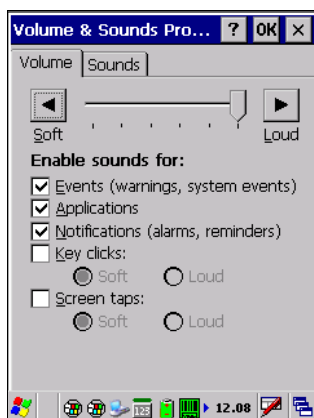 Volume & Sounds Pro... ? OK ×
Volume Sounds
Soft Loud
Enable sounds for:
Events (warnings, system events)
Applications
Notifications (alarms, reminders)
Key clicks:
Soft Loud
Screen taps:
Soft Loud
123 12.08